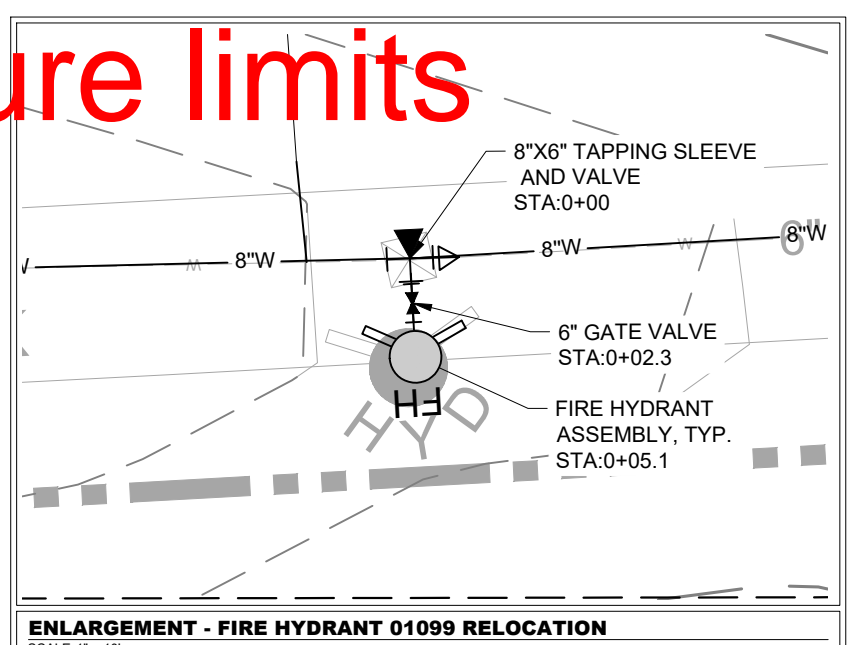 ure limits
8"X6" TAPPING SLEEVE
AND VALVE
STA:0+00
8"W
8"W
8"W
W
W
6"
6" GATE VALVE
STA:0+02.3
FIRE HYDRANT
ASSEMBLY, TYP.
STA:0+05.1
FH
HYD
ENLARGEMENT - FIRE HYDRANT 01099 RELOCATION